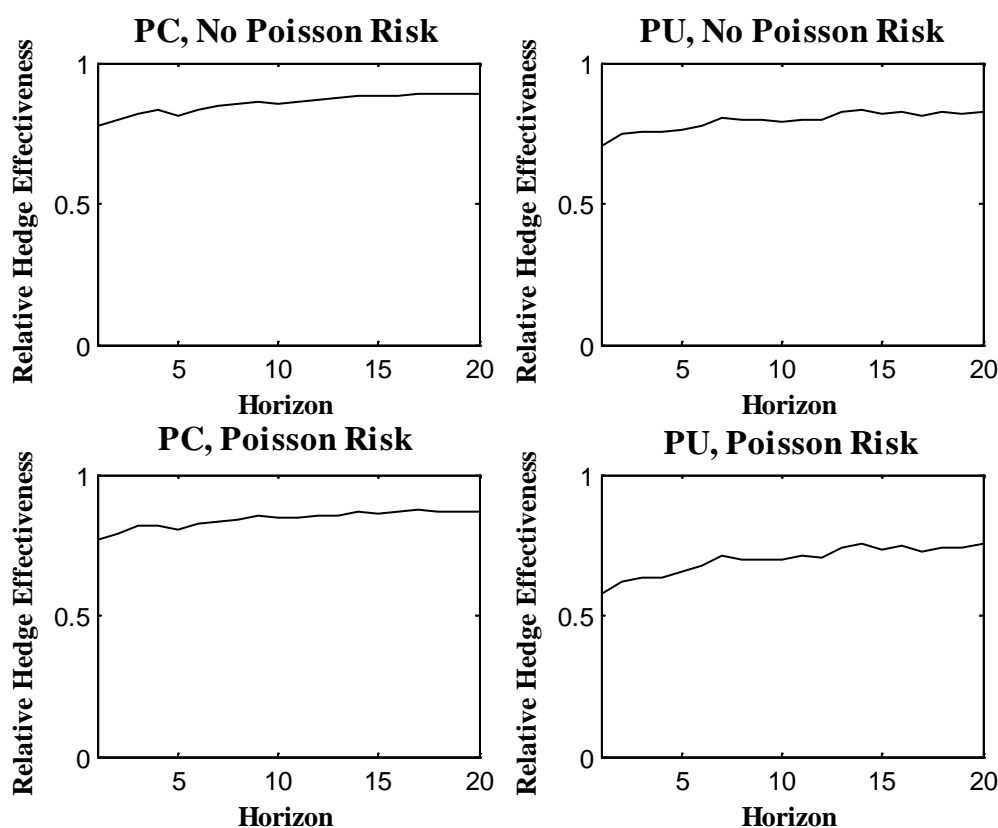 PC, No Poisson Risk
Relative Hedge Effectiveness
1
0.5
0
5 10 15 20
Horizon
PU, No Poisson Risk
Relative Hedge Effectiveness
1
0.5
0
5 10 15 20
Horizon
PC, Poisson Risk
Relative Hedge Effectiveness
1
0.5
0
5 10 15 20
Horizon
PU, Poisson Risk
Relative Hedge Effectiveness
1
0.5
0
5 10 15 20
Horizon